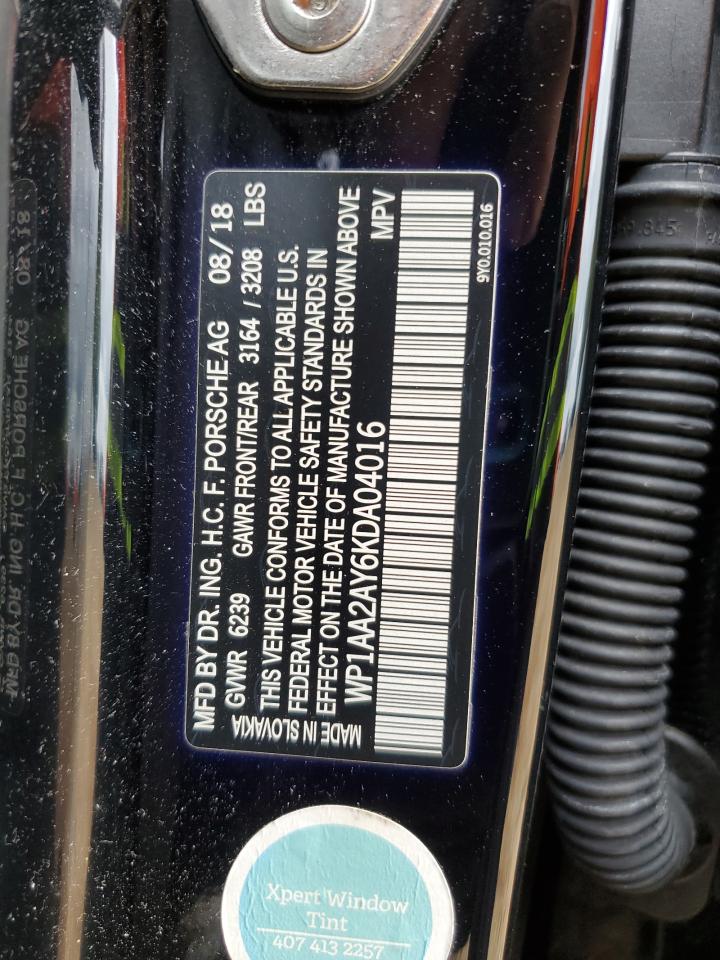 MFD BY DR. ING. H.C. F. PORSCHE AG 08/18
GVWR 6239 GAWR FRONT/REAR 3164 / 3208 LBS
THIS VEHICLE CONFORMS TO ALL APPLICABLE U.S.
FEDERAL MOTOR VEHICLE SAFETY STANDARDS IN
EFFECT ON THE DATE OF MANUFACTURE SHOWN ABOVE
WP1AA2AY6KDA04016 MPV
MADE IN SLOVAKIA
9Y0.010.016
Xpert Window
Tint
407 413 2257